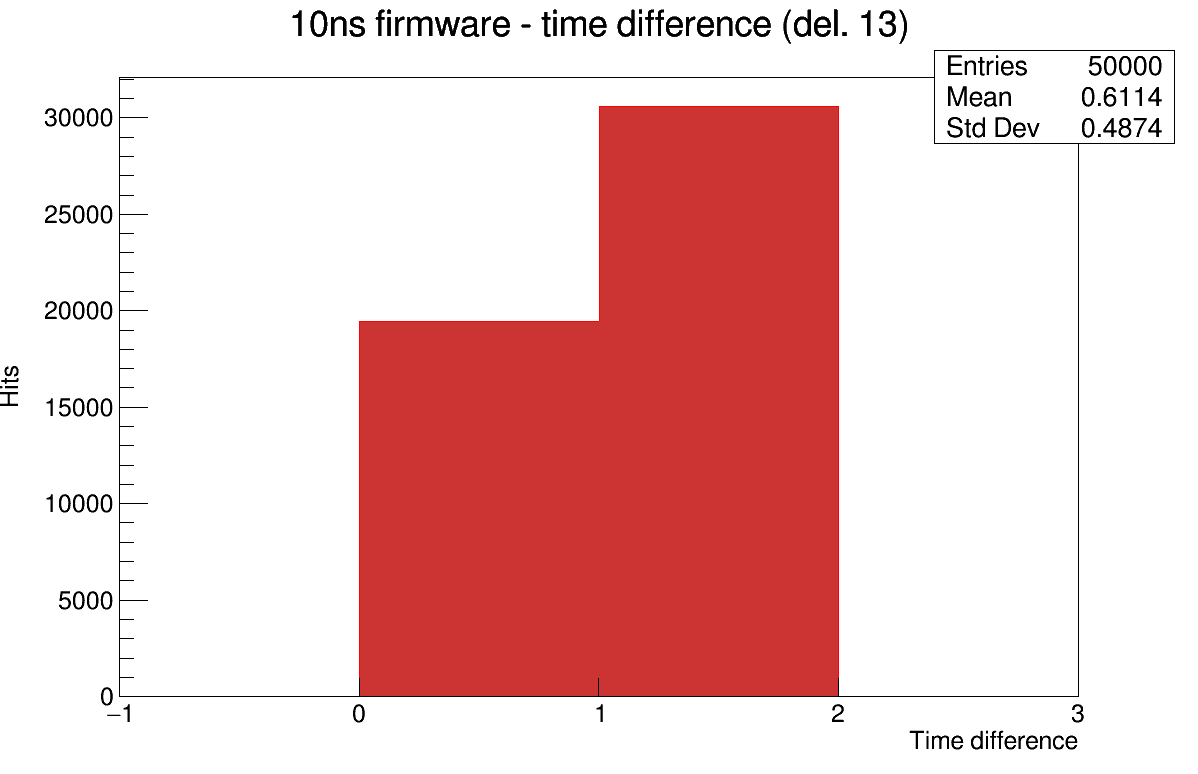 10ns firmware - time difference (del. 13)
Entries 50000
Mean 0.6114
Std Dev 0.4874
30000
25000
20000
15000
10000
5000
0
Hits
−1 0 1 2 3
Time difference